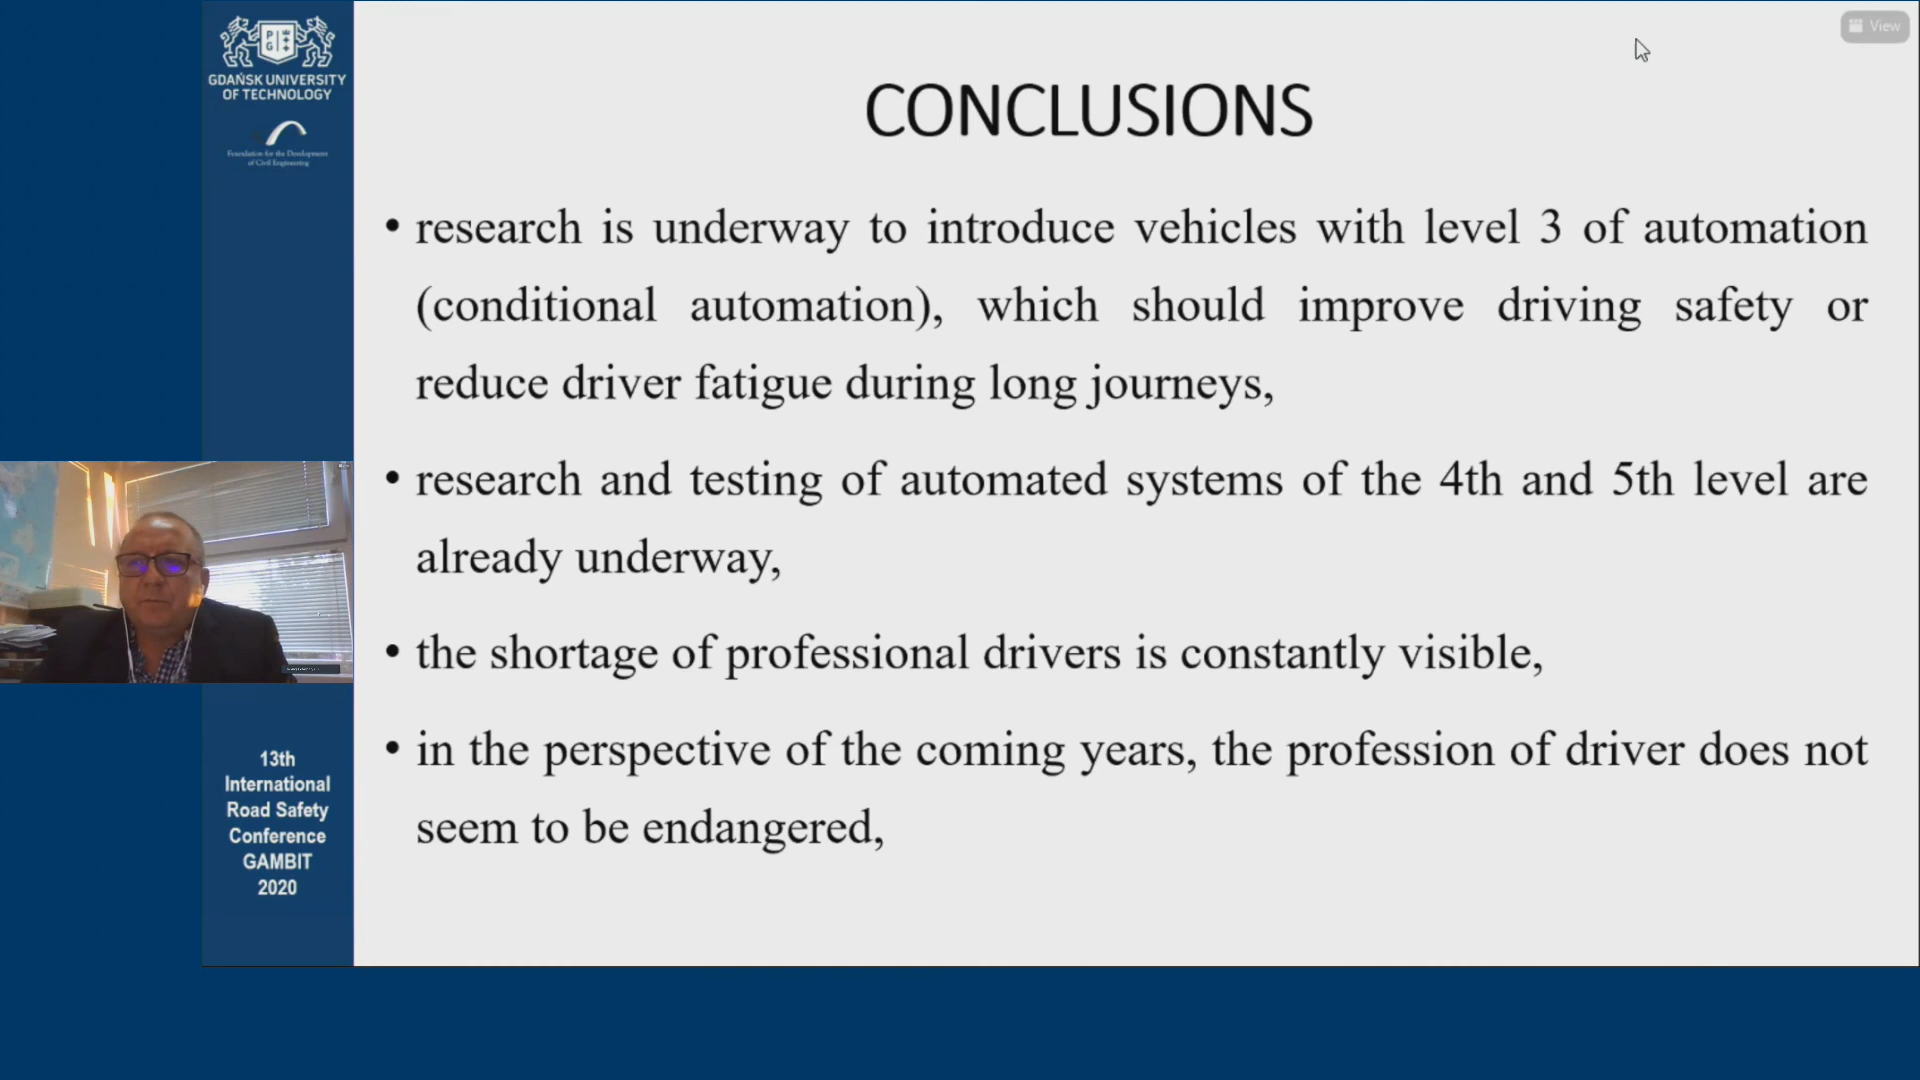 GDAŃSK UNIVERSITY
OF TECHNOLOGY
Foundation for the Development
of Civil Engineering
View
CONCLUSIONS
• research is underway to introduce vehicles with level 3 of automation
(conditional automation), which should improve driving safety or
reduce driver fatigue during long journeys,
• research and testing of automated systems of the 4th and 5th level are
already underway,
• the shortage of professional drivers is constantly visible,
• in the perspective of the coming years, the profession of driver does not
seem to be endangered,
13th
International
Road Safety
Conference
GAMBIT
2020